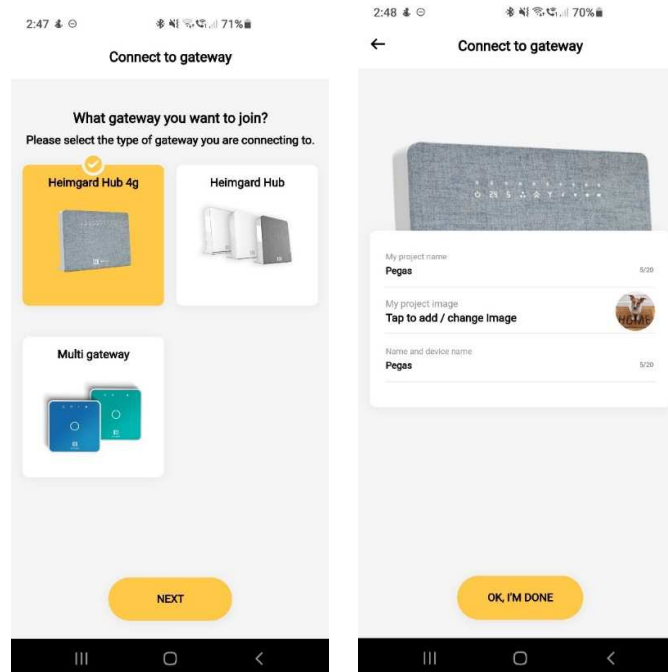 2:47
71%
Connect to gateway
What gateway you want to join?
Please select the type of gateway you are connecting to.
Heimgard Hub 4g
Heimgard Hub
Multi gateway
NEXT
2:48
70%
Connect to gateway
My project name
Pegas
5/20
My project image
Tap to add / change image
HOME
Name and device name
Pegas
5/20
OK, I'M DONE